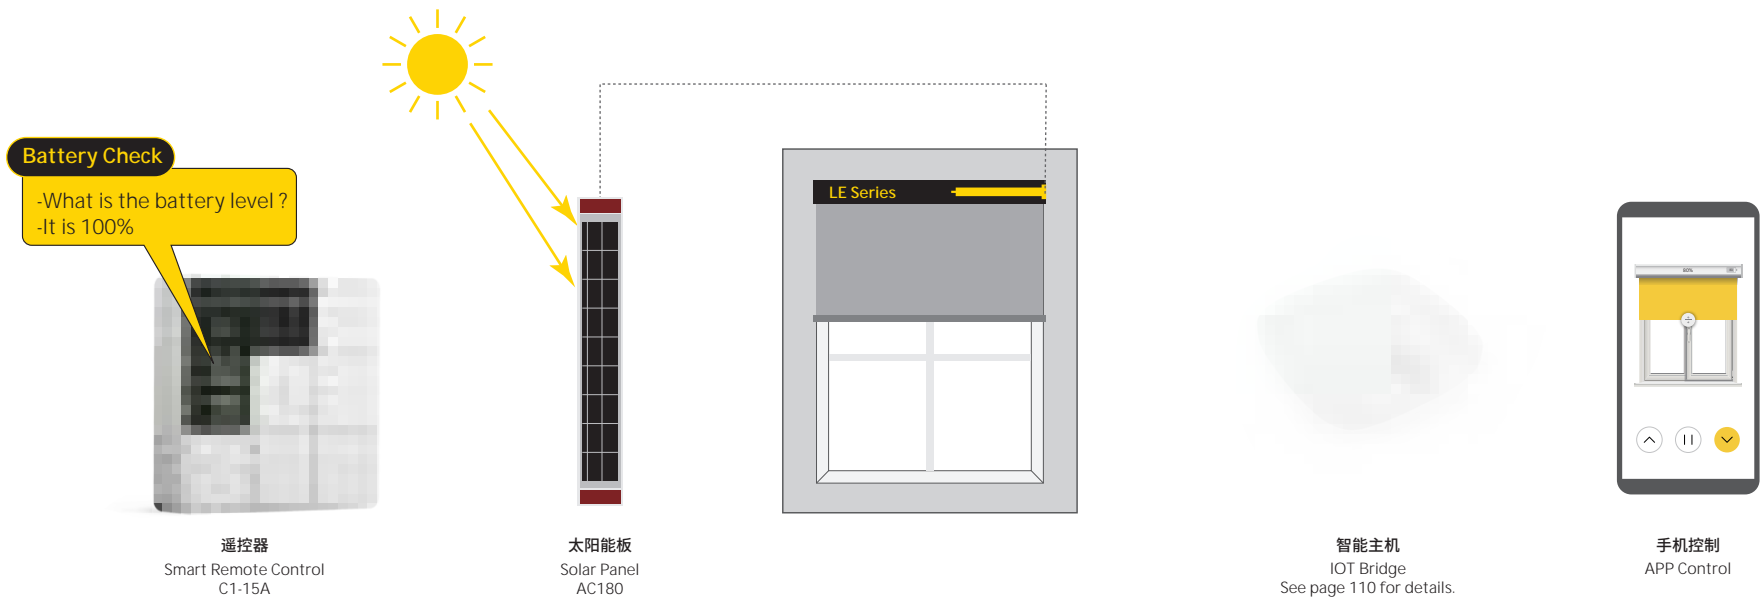 Battery Check
-What is the battery level ?
-It is 100%
LE Series
遥控器
Smart Remote Control
C1-15A
太阳能板
Solar Panel
AC180
智能主机
IOT Bridge
See page 110 for details.
手机控制
APP Control